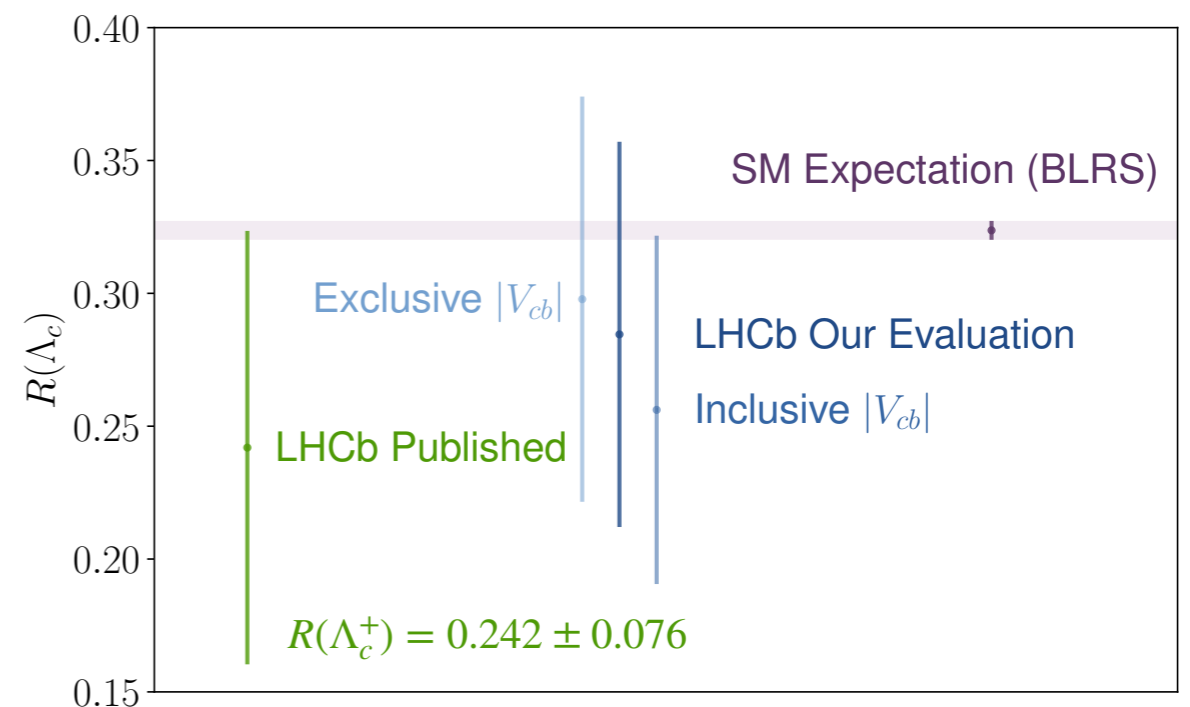 0.40
0.35
0.30
0.25
0.20
0.15
R(Λc)
SM Expectation (BLRS)
Exclusive |Vcb|
LHCb Our Evaluation
Inclusive |Vcb|
LHCb Published
R(Λc+) = 0.242 ± 0.076